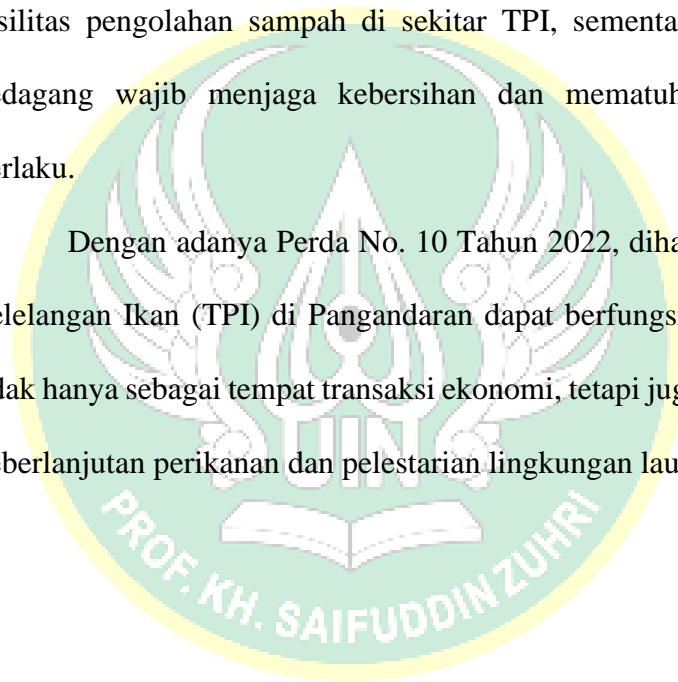 silitas pengolahan sampah di sekitar TPI, sementa
edagang wajib menjaga kebersihan dan mematuh
erlaku.
Dengan adanya Perda No. 10 Tahun 2022, diha
elelangan Ikan (TPI) di Pangandaran dapat berfungs
dak hanya sebagai tempat transaksi ekonomi, tetapi jug
eberlanjutan perikanan dan pelestarian lingkungan lau
UIN
PROF. KH. SAIFUDDIN ZUHRI